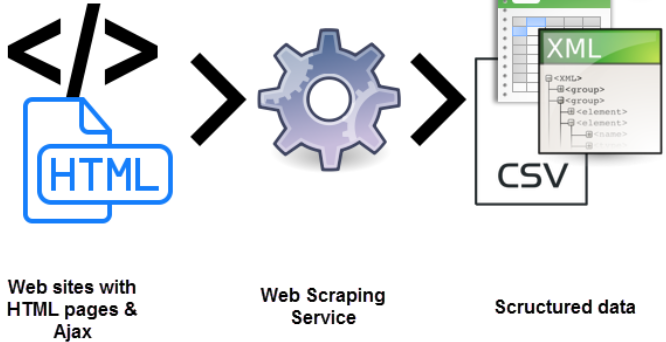 </>
HTML
XML
<XML>
<group>
<group>
<element>
<element>
<name>
CSV
Web sites with
HTML pages &
Ajax
Web Scraping
Service
Scructured data